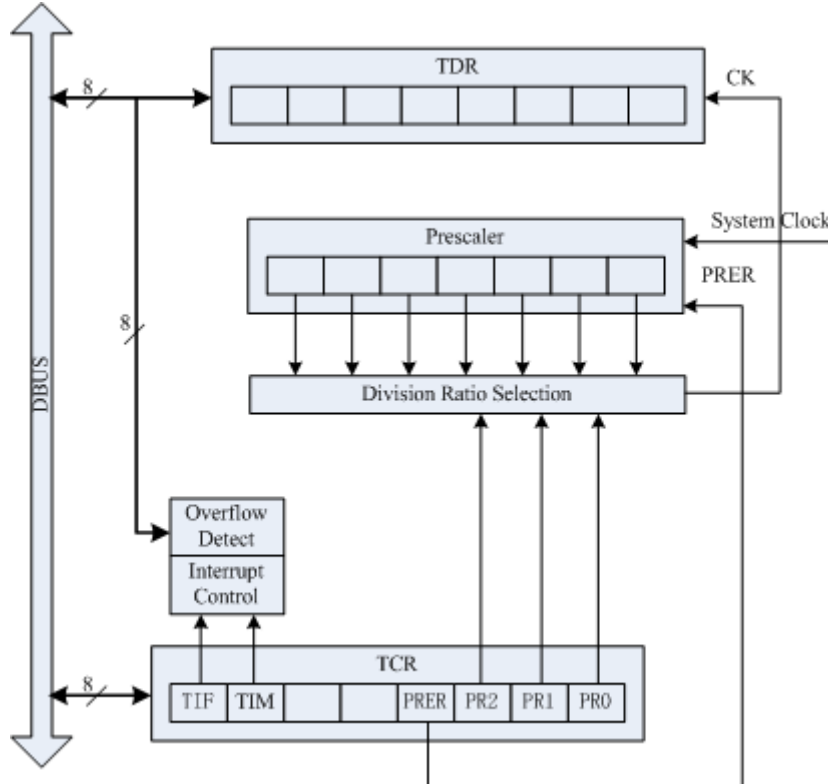 TDR
8
CK
System Clock
Prescaler
PRER
8
DBUS
Division Ratio Selection
Overflow
Detect
Interrupt
Control
TCR
8
TIF TIM PRER PR2 PR1 PR0